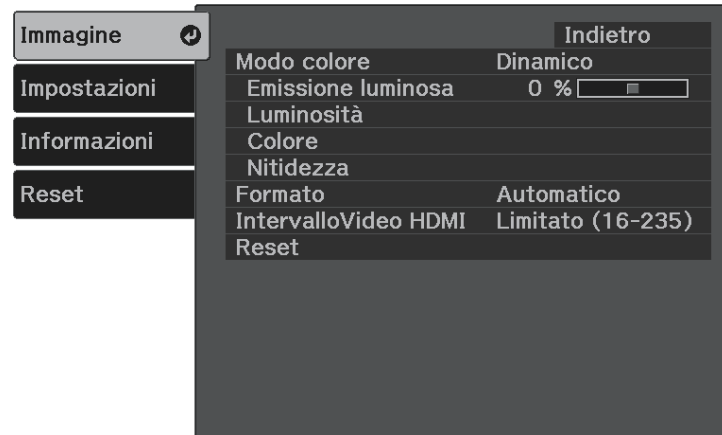 Immagine
Impostazioni
Informazioni
Reset
Indietro
Modo colore Dinamico
Emissione luminosa 0 %
Luminosità
Colore
Nitidezza
Formato Automatico
IntervalloVideo HDMI Limitato (16-235)
Reset